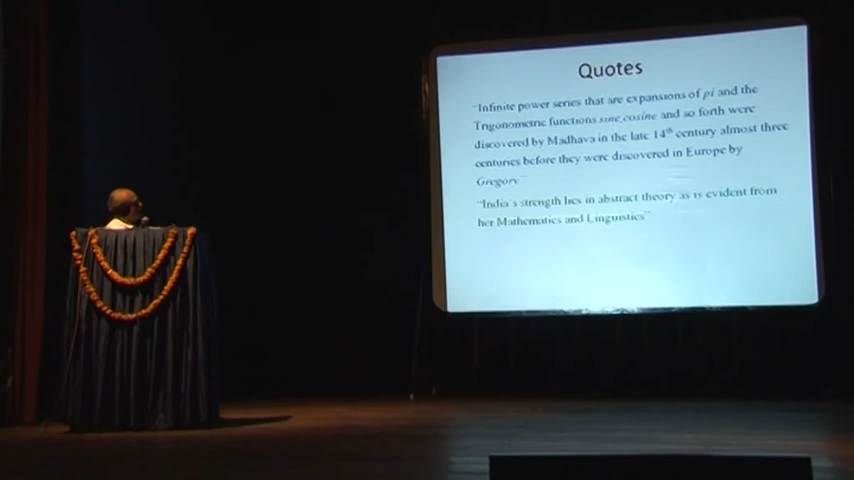 Quotes
"Infinite power series that are expansions of pi and the
Trigonometric functions sine, cosine and so forth were
discovered by Madhava in the late 14th century almost three
centuries before they were discovered in Europe by
Gregory"
"India's strength lies in abstract theory as is evident from
her Mathematics and Linguistics"